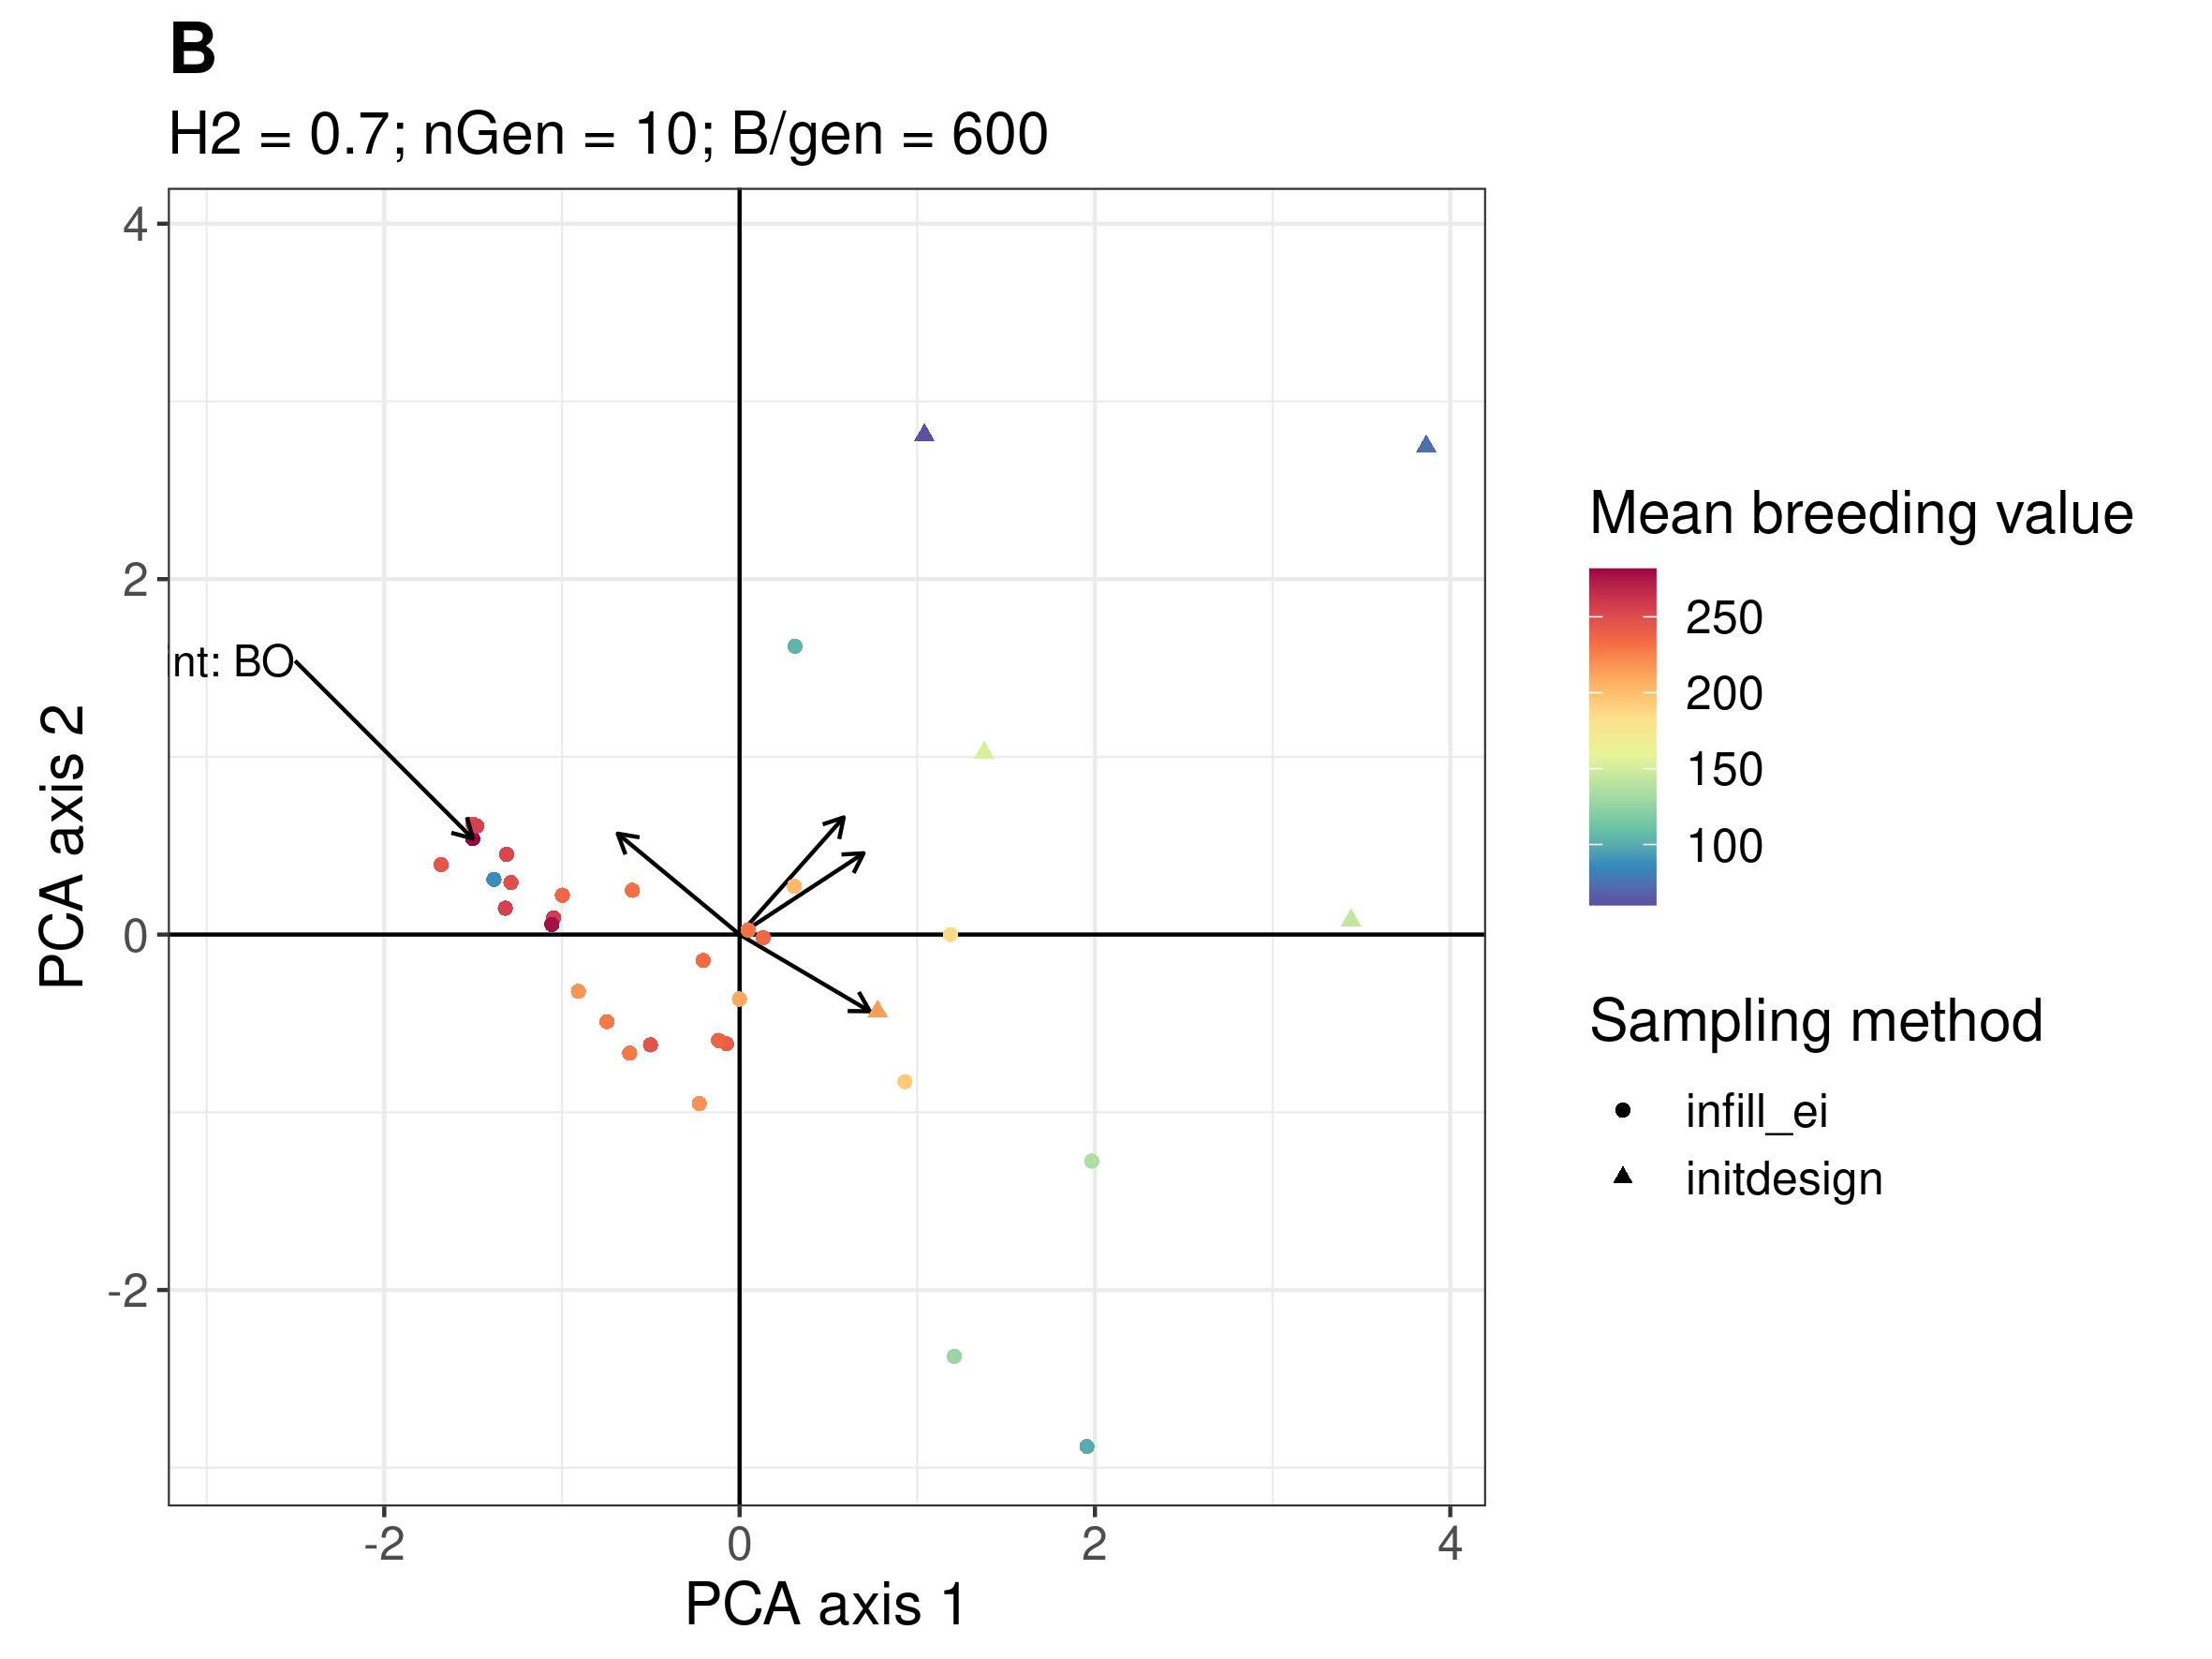 B
H2 = 0.7; nGen = 10; B/gen = 600
4
2
0
-2
PCA axis 2
nt: BO
-2
0
2
4
PCA axis 1
Mean breeding value
250
200
150
100
Sampling method
infill_ei
initdesign